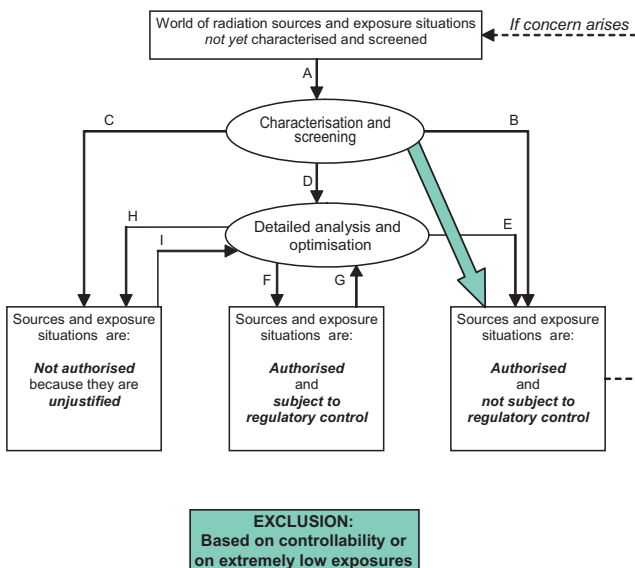 World of radiation sources and exposure situations
not yet characterised and screened
If concern arises
A
C
Characterisation and
screening
B
D
H
Detailed analysis and
optimisation
E
I
F
G
Sources and exposure
situations are:
Not authorised
because they are
unjustified
Sources and exposure
situations are:
Authorised
and
subject to
regulatory control
Sources and exposure
situations are:
Authorised
and
not subject to
regulatory control
EXCLUSION:
Based on controllability or
on extremely low exposures